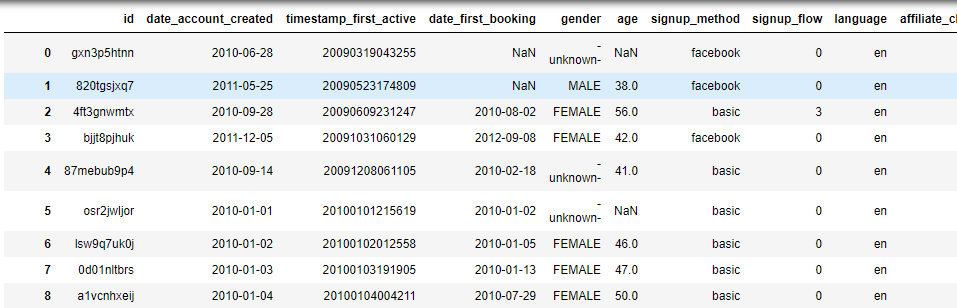 id date_account_created timestamp_first_active date_first_booking gender age signup_method signup_flow language affiliate_cl
0 gxn3p5htnn 2010-06-28 20090319043255 NaN -unknown- NaN facebook 0 en
1 820tgsjxq7 2011-05-25 20090523174809 NaN MALE 38.0 facebook 0 en
2 4ft3gnwmtx 2010-09-28 20090609231247 2010-08-02 FEMALE 56.0 basic 3 en
3 bjjt8pjhuk 2011-12-05 20091031060129 2012-09-08 FEMALE 42.0 facebook 0 en
4 87mebub9p4 2010-09-14 20091208061105 2010-02-18 -unknown- 41.0 basic 0 en
5 osr2jwljor 2010-01-01 20100101215619 2010-01-02 -unknown- NaN basic 0 en
6 lsw9q7uk0j 2010-01-02 20100102012558 2010-01-05 FEMALE 46.0 basic 0 en
7 0d01nltbrs 2010-01-03 20100103191905 2010-01-13 FEMALE 47.0 basic 0 en
8 a1vcnhxeij 2010-01-04 20100104004211 2010-07-29 FEMALE 50.0 basic 0 en